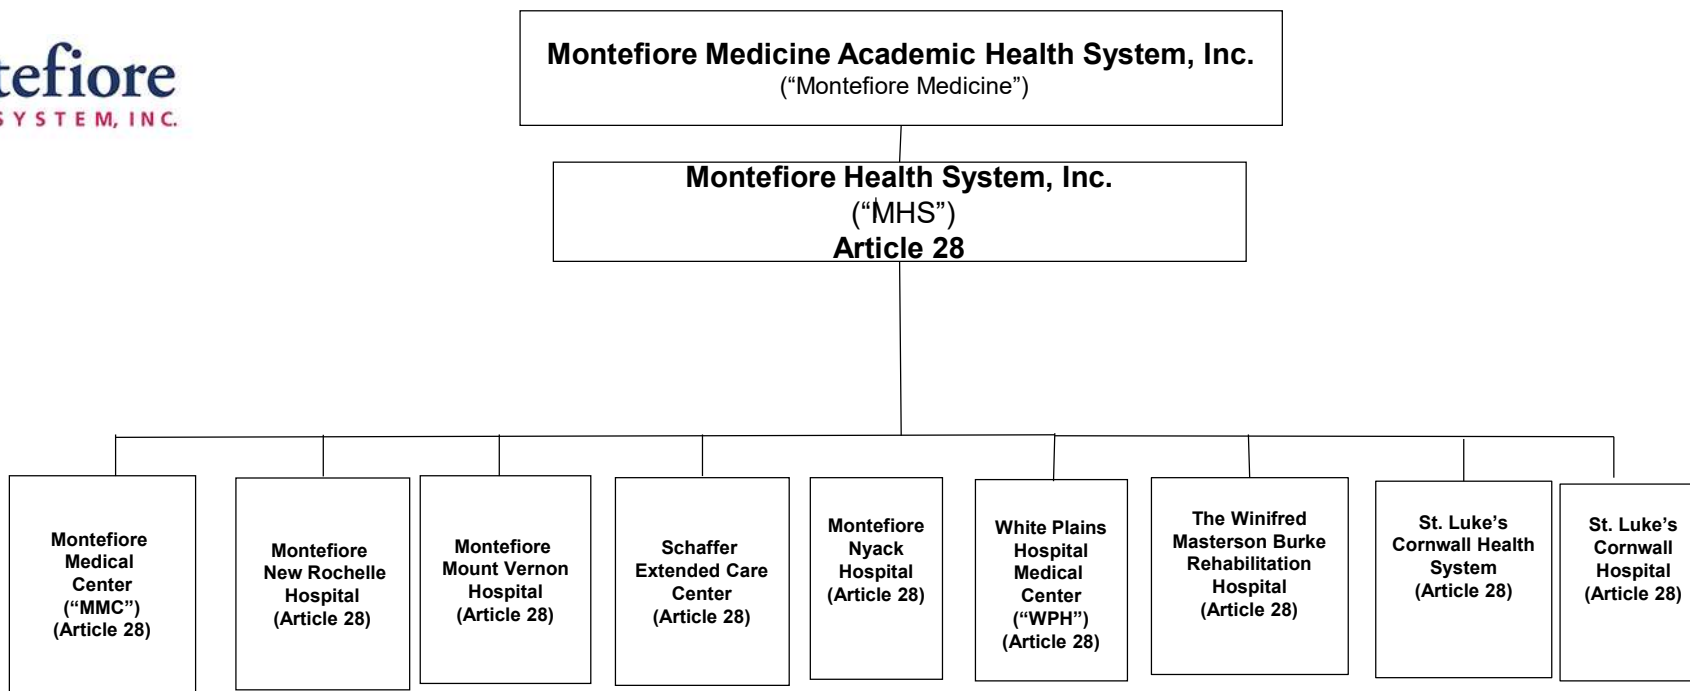 tefiore
SYSTEM, INC.
Montefiore Medicine Academic Health System, Inc.
(“Montefiore Medicine”)
Montefiore Health System, Inc.
(“MHS”)
Article 28
Montefiore
Medical
Center
(“MMC”)
(Article 28)
Montefiore
New Rochelle
Hospital
(Article 28)
Montefiore
Mount Vernon
Hospital
(Article 28)
Schaffer
Extended Care
Center
(Article 28)
Montefiore
Nyack
Hospital
(Article 28)
White Plains
Hospital
Medical
Center
(“WPH”)
(Article 28)
The Winifred
Masterson Burke
Rehabilitation
Hospital
(Article 28)
St. Luke’s
Cornwall Health
System
(Article 28)
St. Luke’s
Cornwall
Hospital
(Article 28)